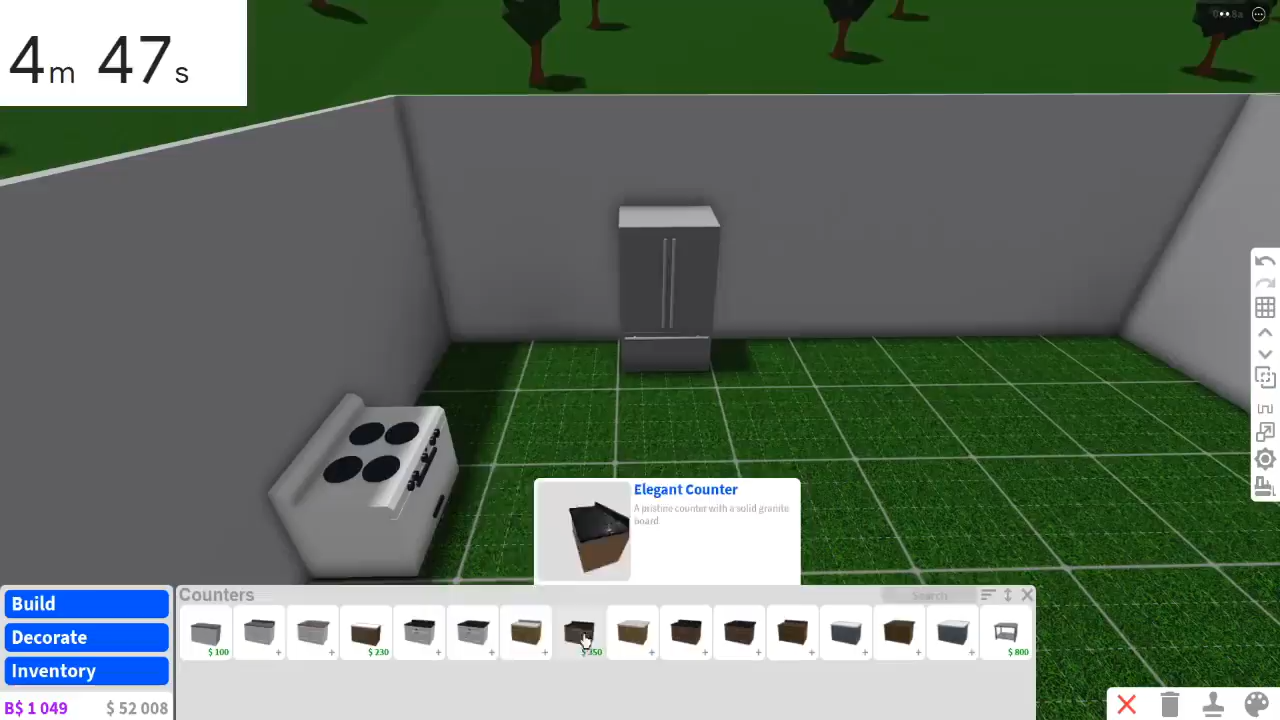 4m 47s
Elegant Counter
A pristine counter with a solid granite
board
Build
Decorate
Inventory
B$ 1 049
$ 52 008
Counters
Search
$ 100
+
+
$ 230
+
+
+
$ 350
+
+
+
+
+
+
+
$ 800